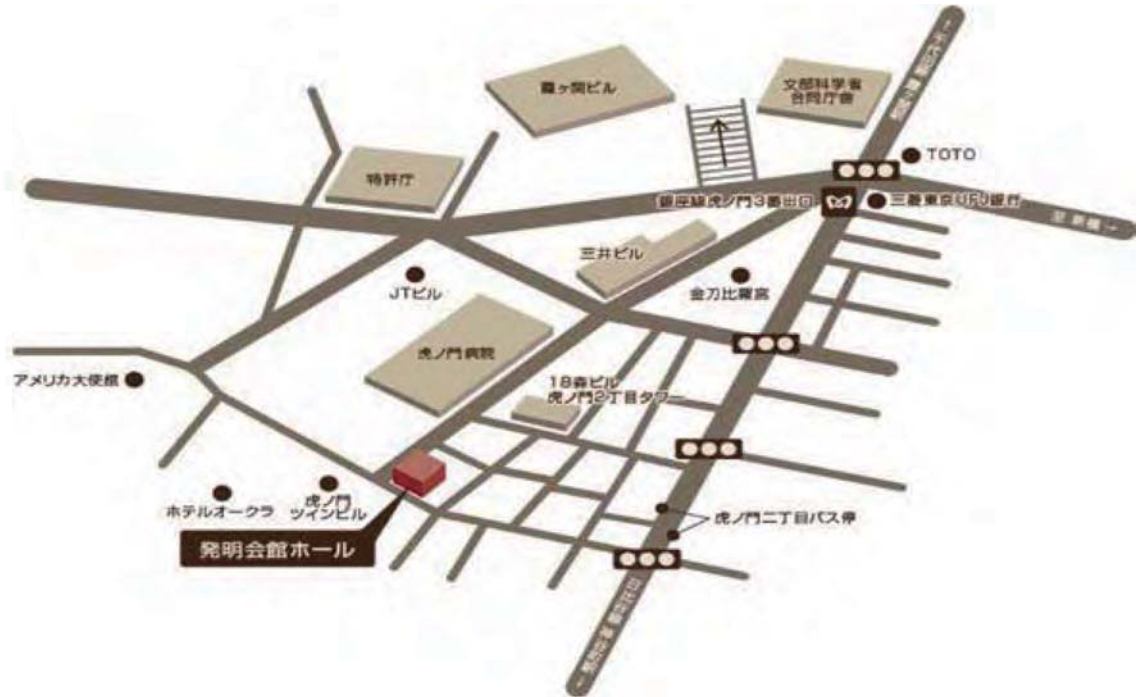 霞ヶ関ビル
文部科学省
合同庁舎
TOTO
特許庁
銀座線虎ノ門3番出口
三菱東京UFJ銀行
至 新橋→
三井ビル
JTビル
金刀比羅宮
虎ノ門病院
アメリカ大使館
18森ビル
虎ノ門2丁目タワー
ホテルオークラ
虎ノ門
ツインビル
虎ノ門二丁目バス停
発明会館ホール